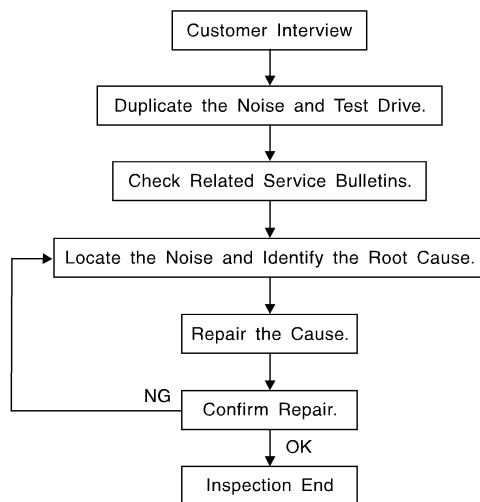 Customer Interview
Duplicate the Noise and Test Drive.
Check Related Service Bulletins.
Locate the Noise and Identify the Root Cause.
Repair the Cause.
NG
Confirm Repair.
OK
Inspection End